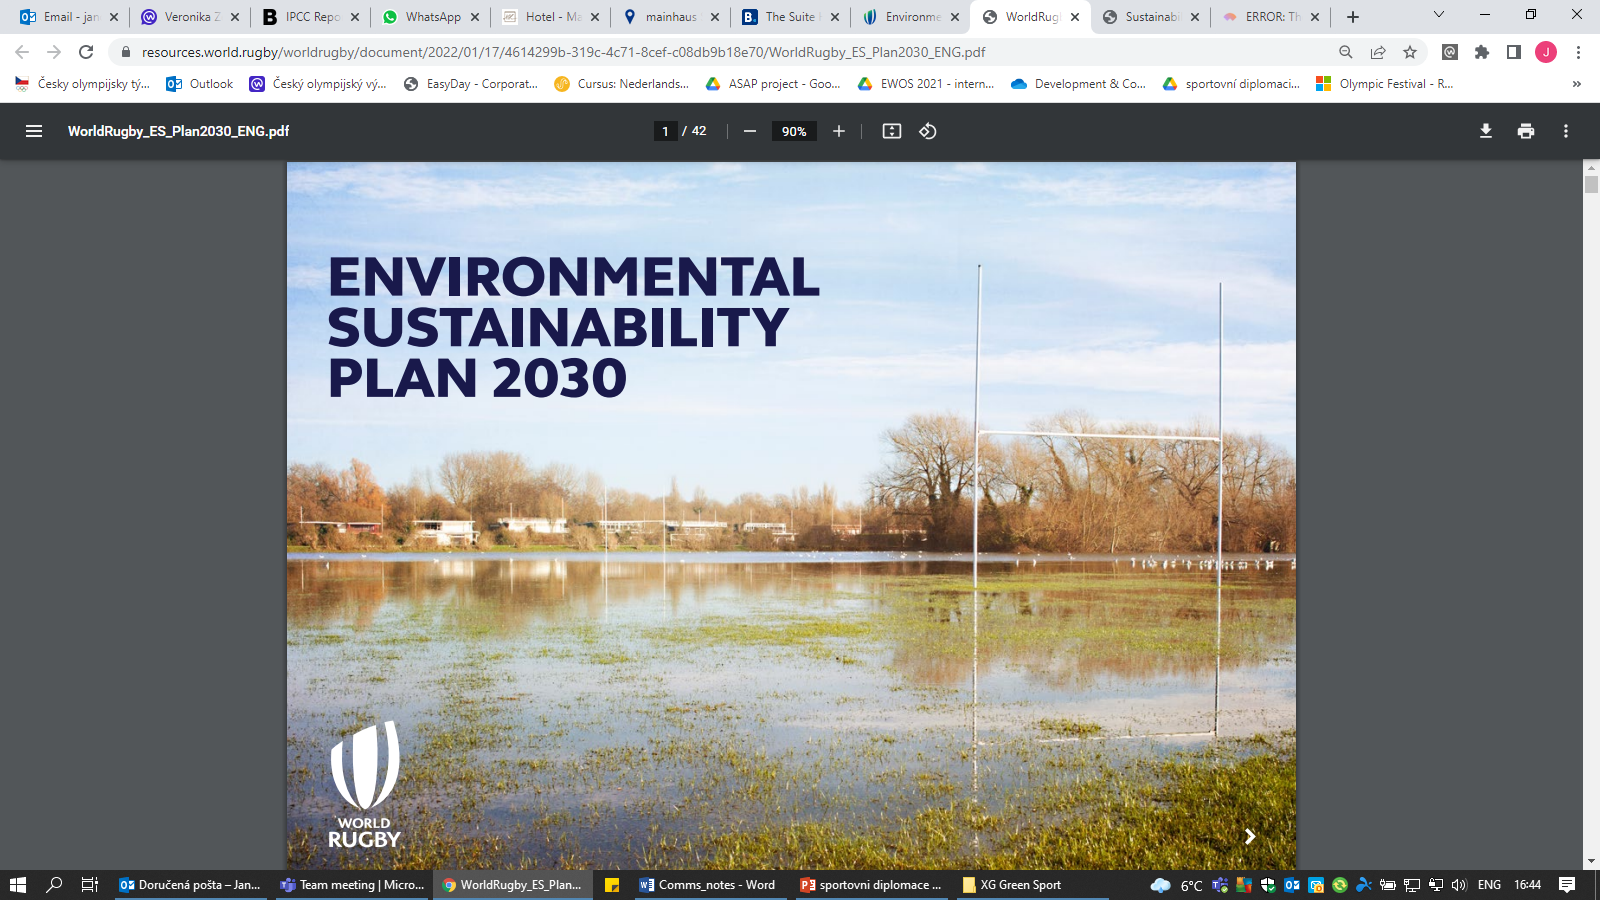 Email - jan
Veronika Z
IPCC Repo
WhatsApp
Hotel - Ma
mainhaus
The Suite
Environme
WorldRugb
Sustainabi
ERROR: Th
resources.world.rugby/worldrugby/document/2022/01/17/4614299b-319c-4c71-8cef-c08db9b18e70/WorldRugby_ES_Plan2030_ENG.pdf
J
Česky olympijsky tý...
Outlook
Český olympijský vý...
EasyDay - Corporat...
Cursus: Nederlands...
ASAP project - Goo...
EWOS 2021 - intern...
Development & Co...
sportovní diplomaci...
Olympic Festival - R...
»
WorldRugby_ES_Plan2030_ENG.pdf
1 / 42
90%
ENVIRONMENTAL
SUSTAINABILITY
PLAN 2030
WORLD
RUGBY
Doručená pošta – Jan...
Team meeting | Micro...
WorldRugby_ES_Plan...
Comms_notes - Word
sportovni diplomace ...
XG Green Sport
6°C
ENG
16:44